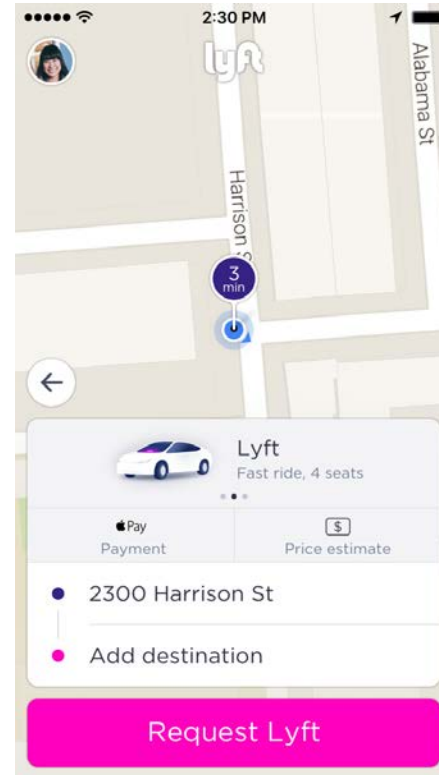 2:30 PM
lyft
Alabama St
Harrison S
3
min
Lyft
Fast ride, 4 seats
Pay
$
Payment
Price estimate
2300 Harrison St
Add destination
Request Lyft